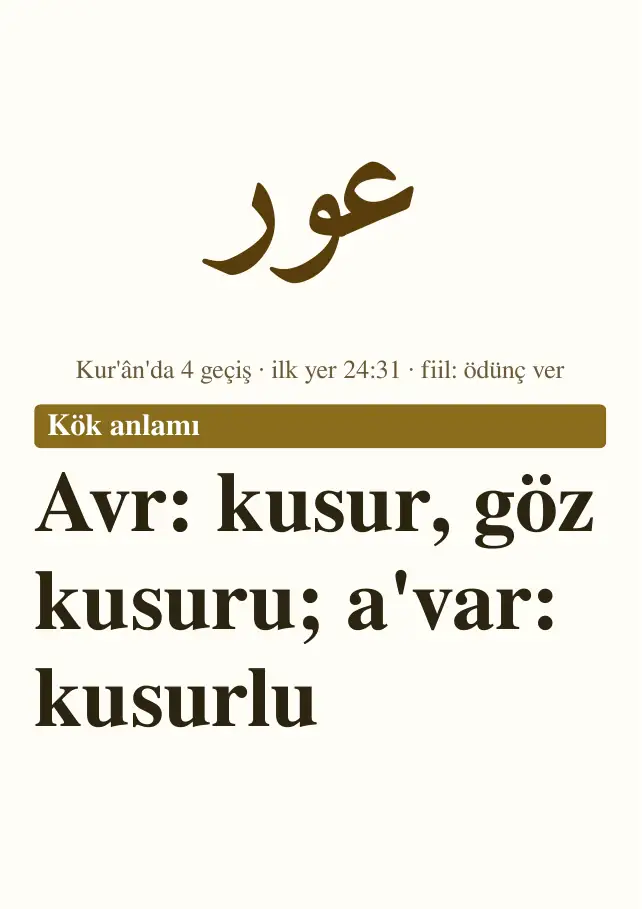 عور
Kur'ân'da 4 geçiş · ilk yer 24:31 · fiil: ödünç ver
Kök anlamı
Avr: kusur, göz
kusuru; a'var:
kusurlu